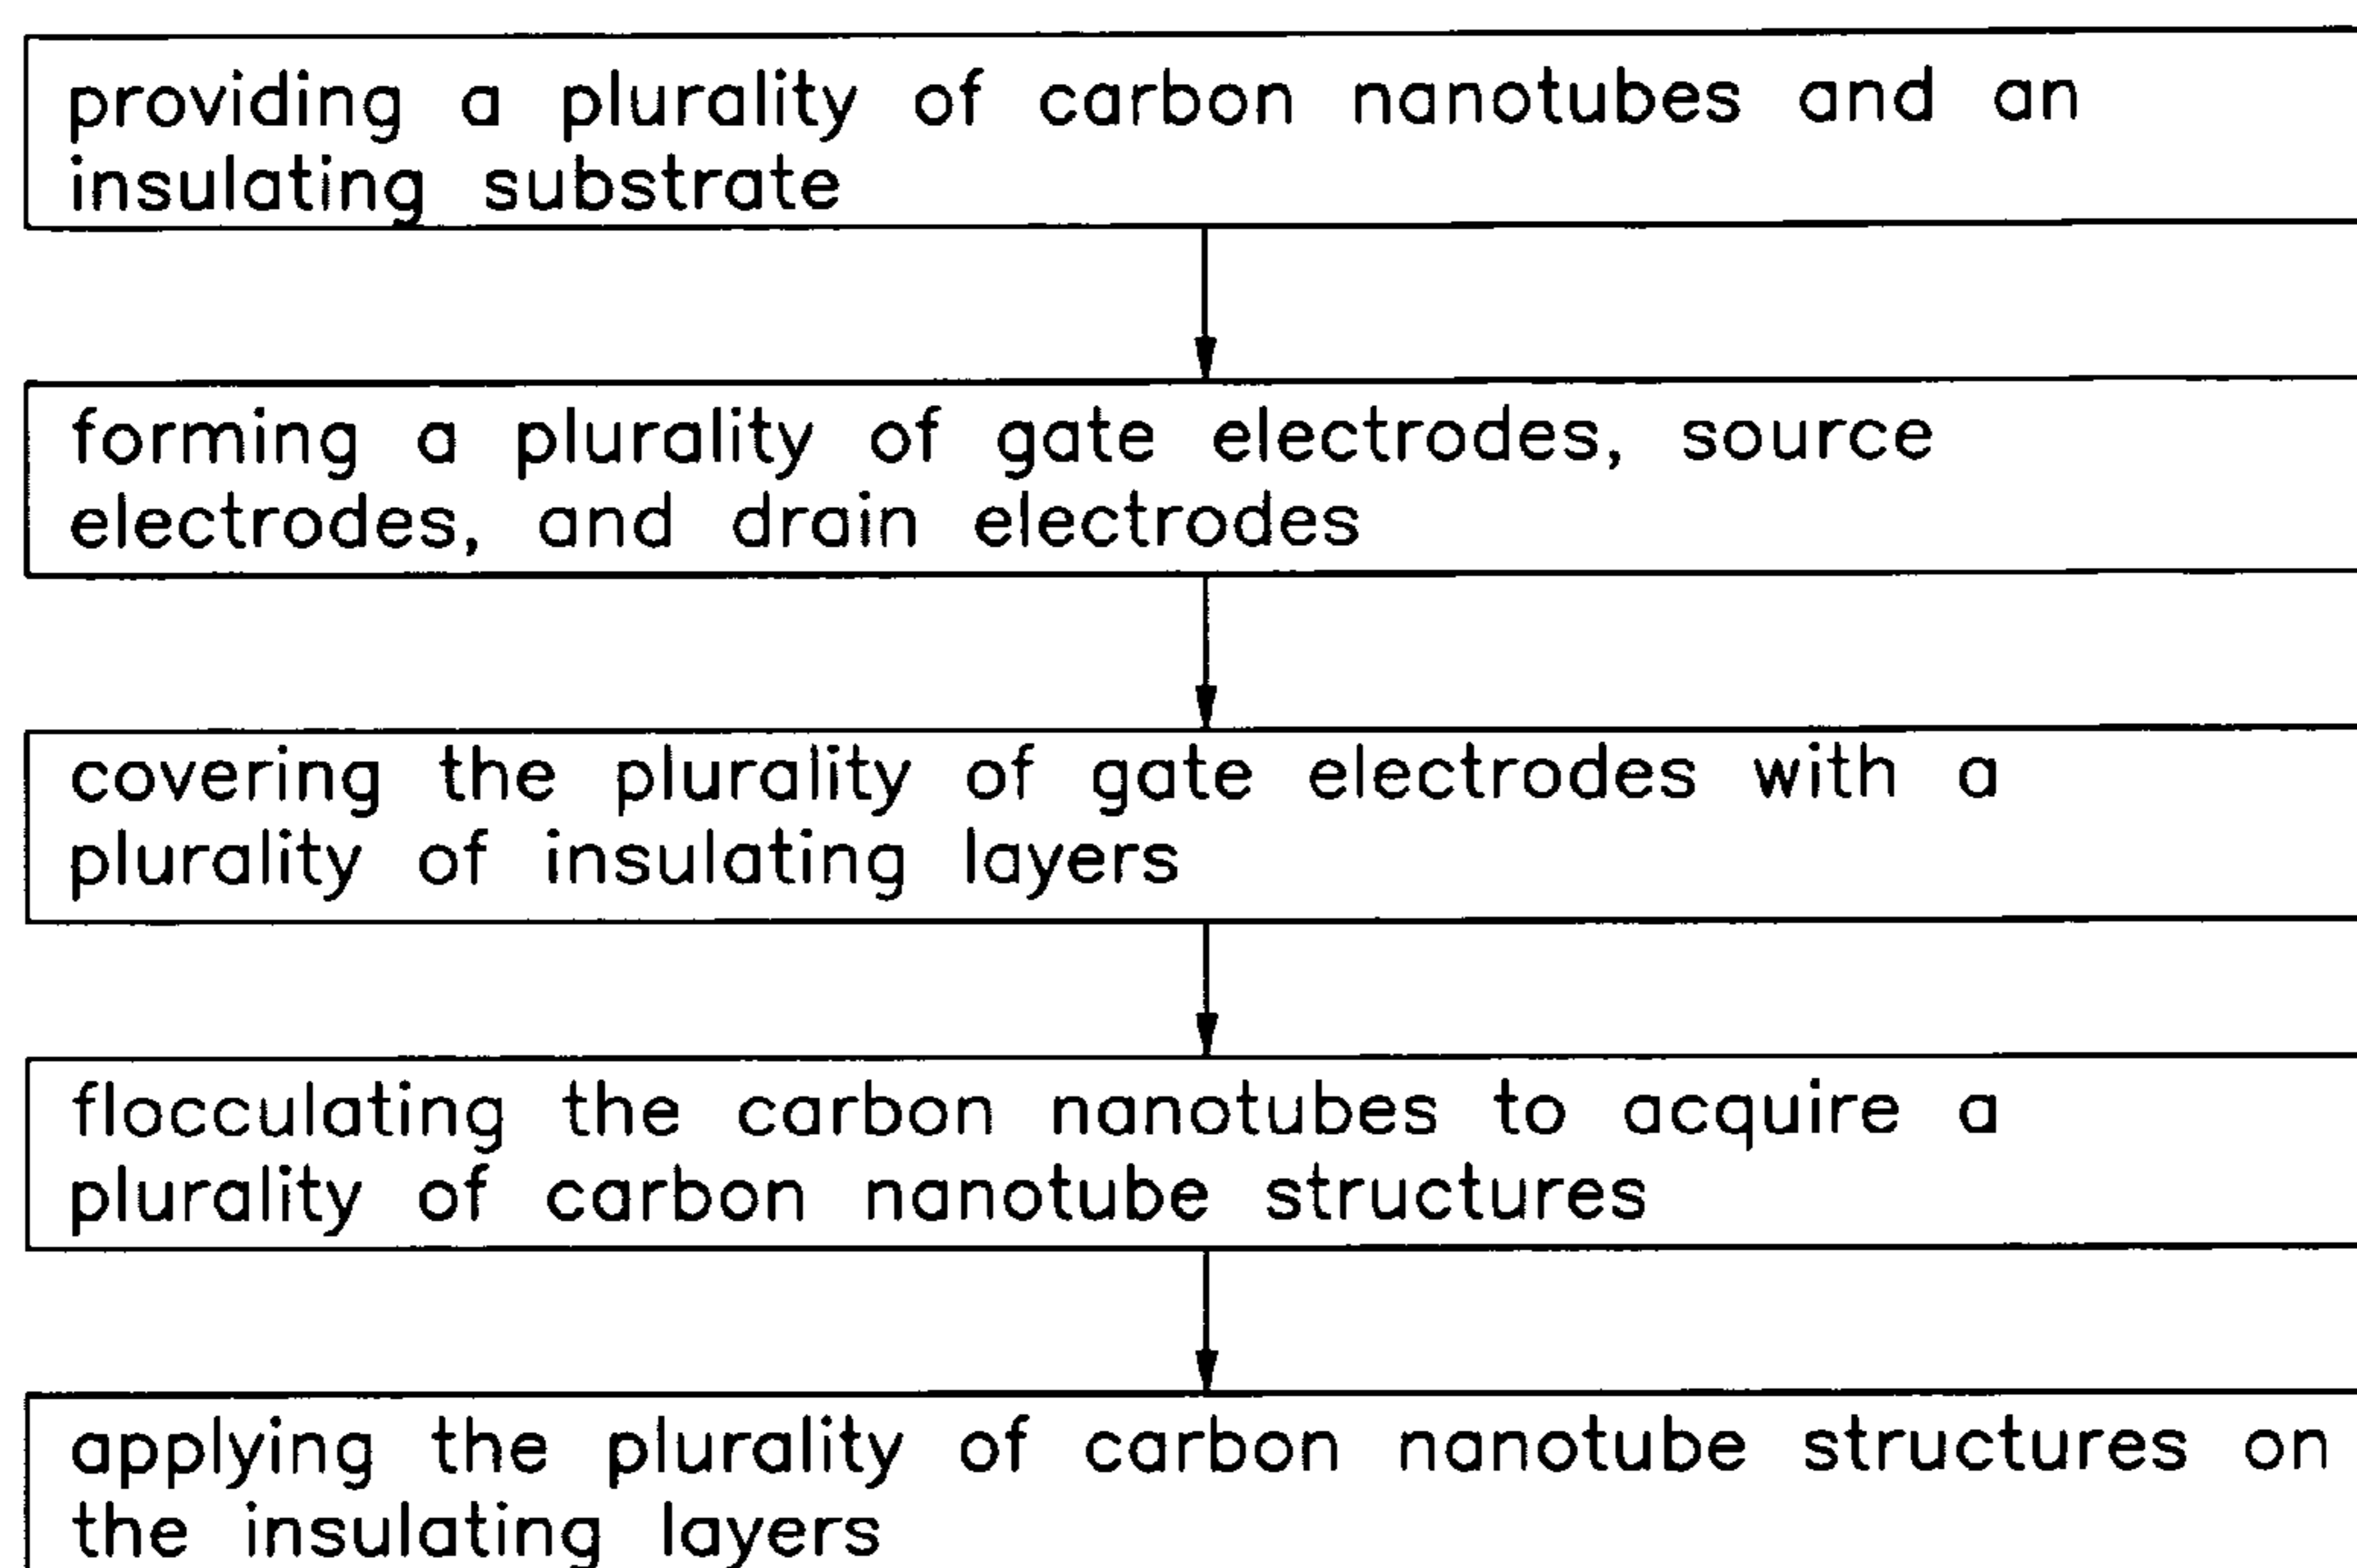 providing a plurality of carbon nanotubes and an
insulating substrate
forming a plurality of gate electrodes, source
electrodes, and drain electrodes
covering the plurality of gate electrodes with a
plurality of insulating layers
flocculating the carbon nanotubes to acquire a
plurality of carbon nanotube structures
applying the plurality of carbon nanotube structures on
the insulating layers